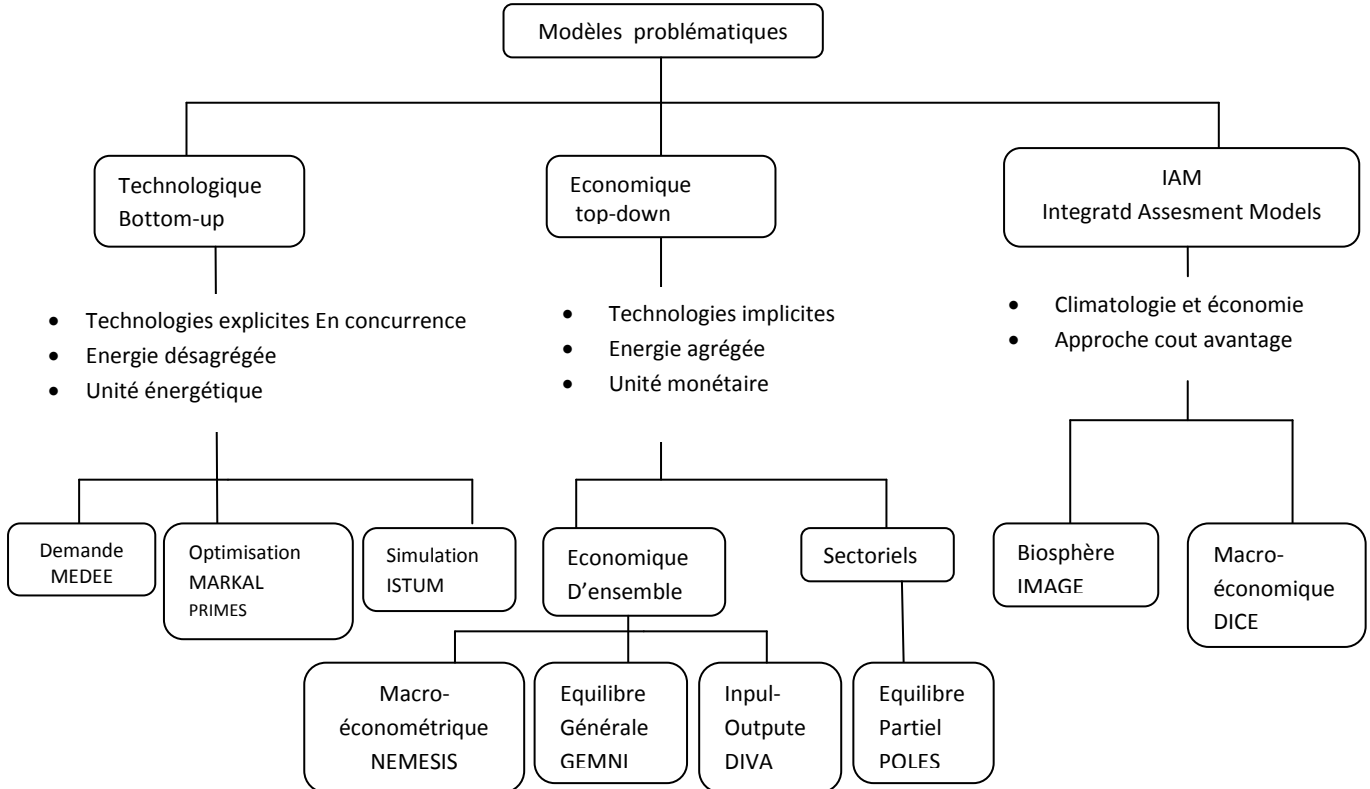 Modèles problématiques
Technologique
Bottom-up
Economique
top-down
IAM
Integratd Assesment Models
• Technologies explicites En concurrence
• Energie désagrégée
• Unité énergétique
• Technologies implicites
• Energie agrégée
• Unité monétaire
• Climatologie et économie
• Approche cout avantage
Demande
MEDEE
Optimisation
MARKAL
PRIMES
Simulation
ISTUM
Economique
D’ensemble
Sectoriels
Biosphère
IMAGE
Macro-
économique
DICE
Macro-
économétrique
NEMESIS
Equilibre
Générale
GEMNI
Inpul-
Outpute
DIVA
Equilibre
Partiel
POLES